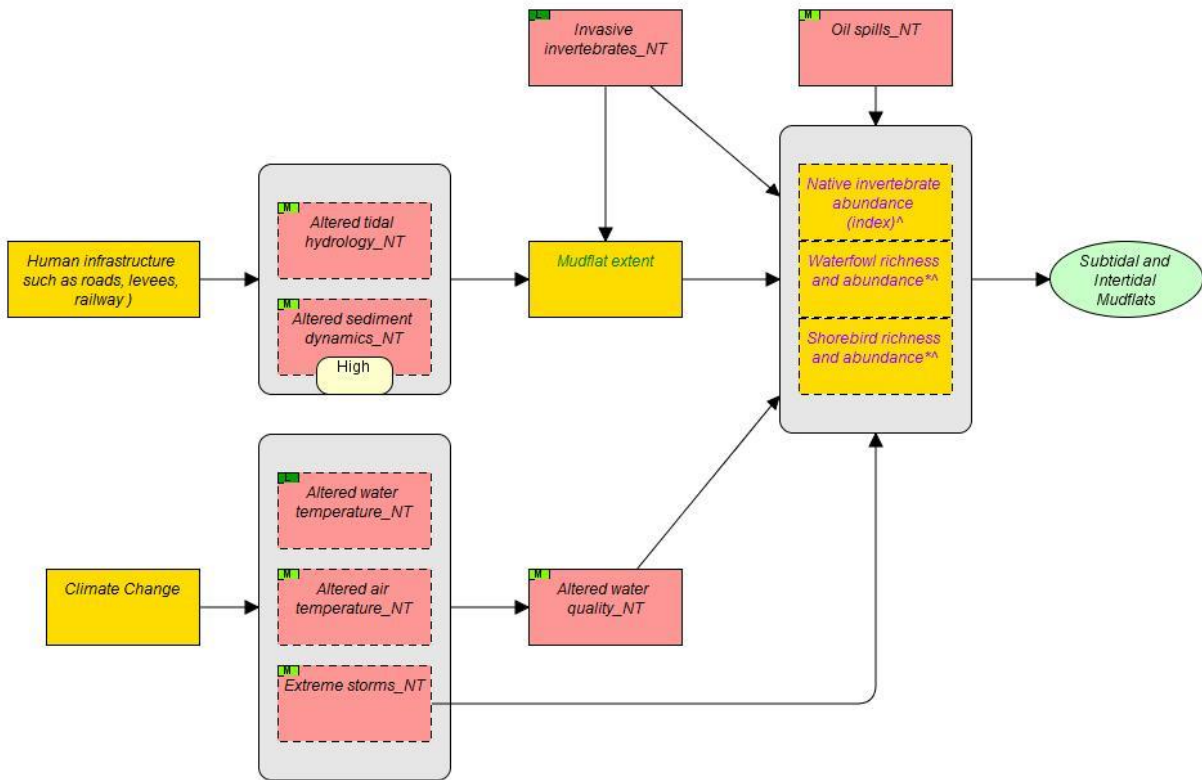 L
Invasive
invertebrates_NT
M
Oil spills_NT
M
Altered tidal
hydrology_NT
Human infrastructure
such as roads, levees,
railway )
M
Altered sediment
dynamics_NT
High
Mudflat extent
Native invertebrate
abundance
(index)^
Waterfowl richness
and abundance*^
Shorebird richness
and abundance*^
Subtidal and
Intertidal
Mudflats
L
Altered water
temperature_NT
Climate Change
M
Altered air
temperature_NT
M
Altered water
quality_NT
M
Extreme storms_NT